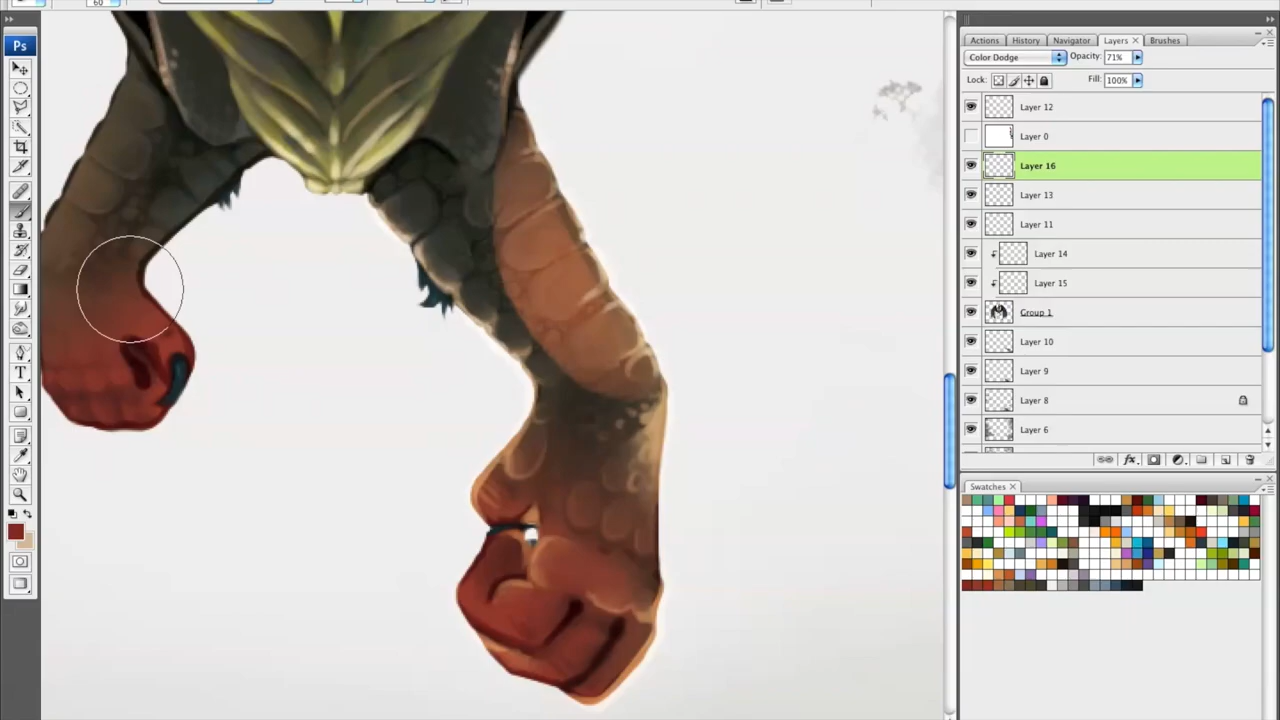 60
Ps
Actions History Navigator Layers × Brushes
Color Dodge Opacity: 71%
Lock: Fill: 100%
Layer 12
Layer 0
Layer 16
Layer 13
Layer 11
Layer 14
Layer 15
Group 1
Layer 10
Layer 9
Layer 8
Layer 6
fx
Swatches ×
T